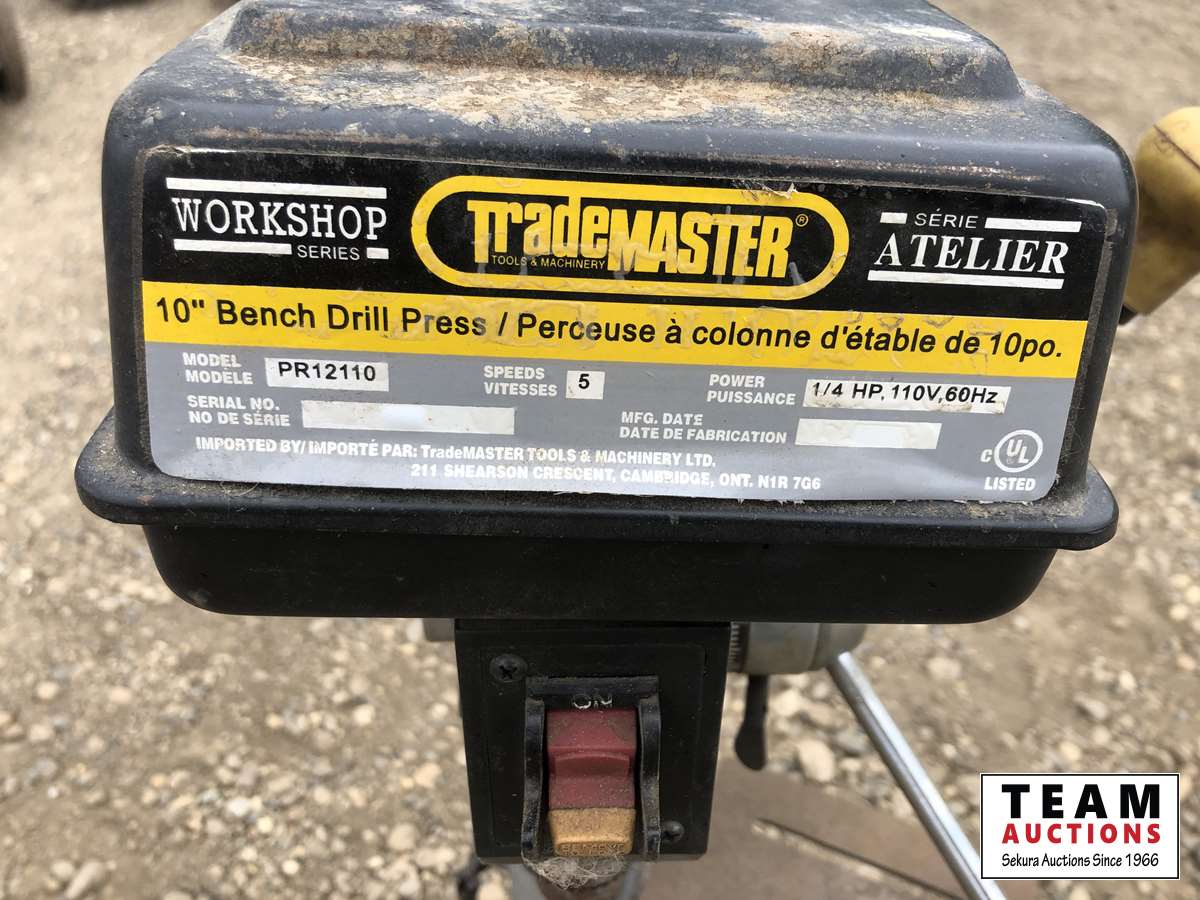 WORKSHOP
SERIES
TradeMASTER®
TOOLS & MACHINERY
SÉRIE
ATELIER
10" Bench Drill Press / Perceuse à colonne d'étable de 10po.
MODEL
MODELE
PR12110
SPEEDS
VITESSES
5
POWER
PUISSANCE
1/4 HP, 110V,60Hz
SERIAL NO.
NO DE SÉRIE
MFG. DATE
DATE DE FABRICATION
IMPORTED BY/ IMPORTÉ PAR: TradeMASTER TOOLS & MACHINERY LTD.
211 SHEARSON CRESCENT, CAMBRIDGE, ONT. N1R 7G6
C UL
LISTED
ON
TEAM
AUCTIONS
Sekura Auctions Since 1966